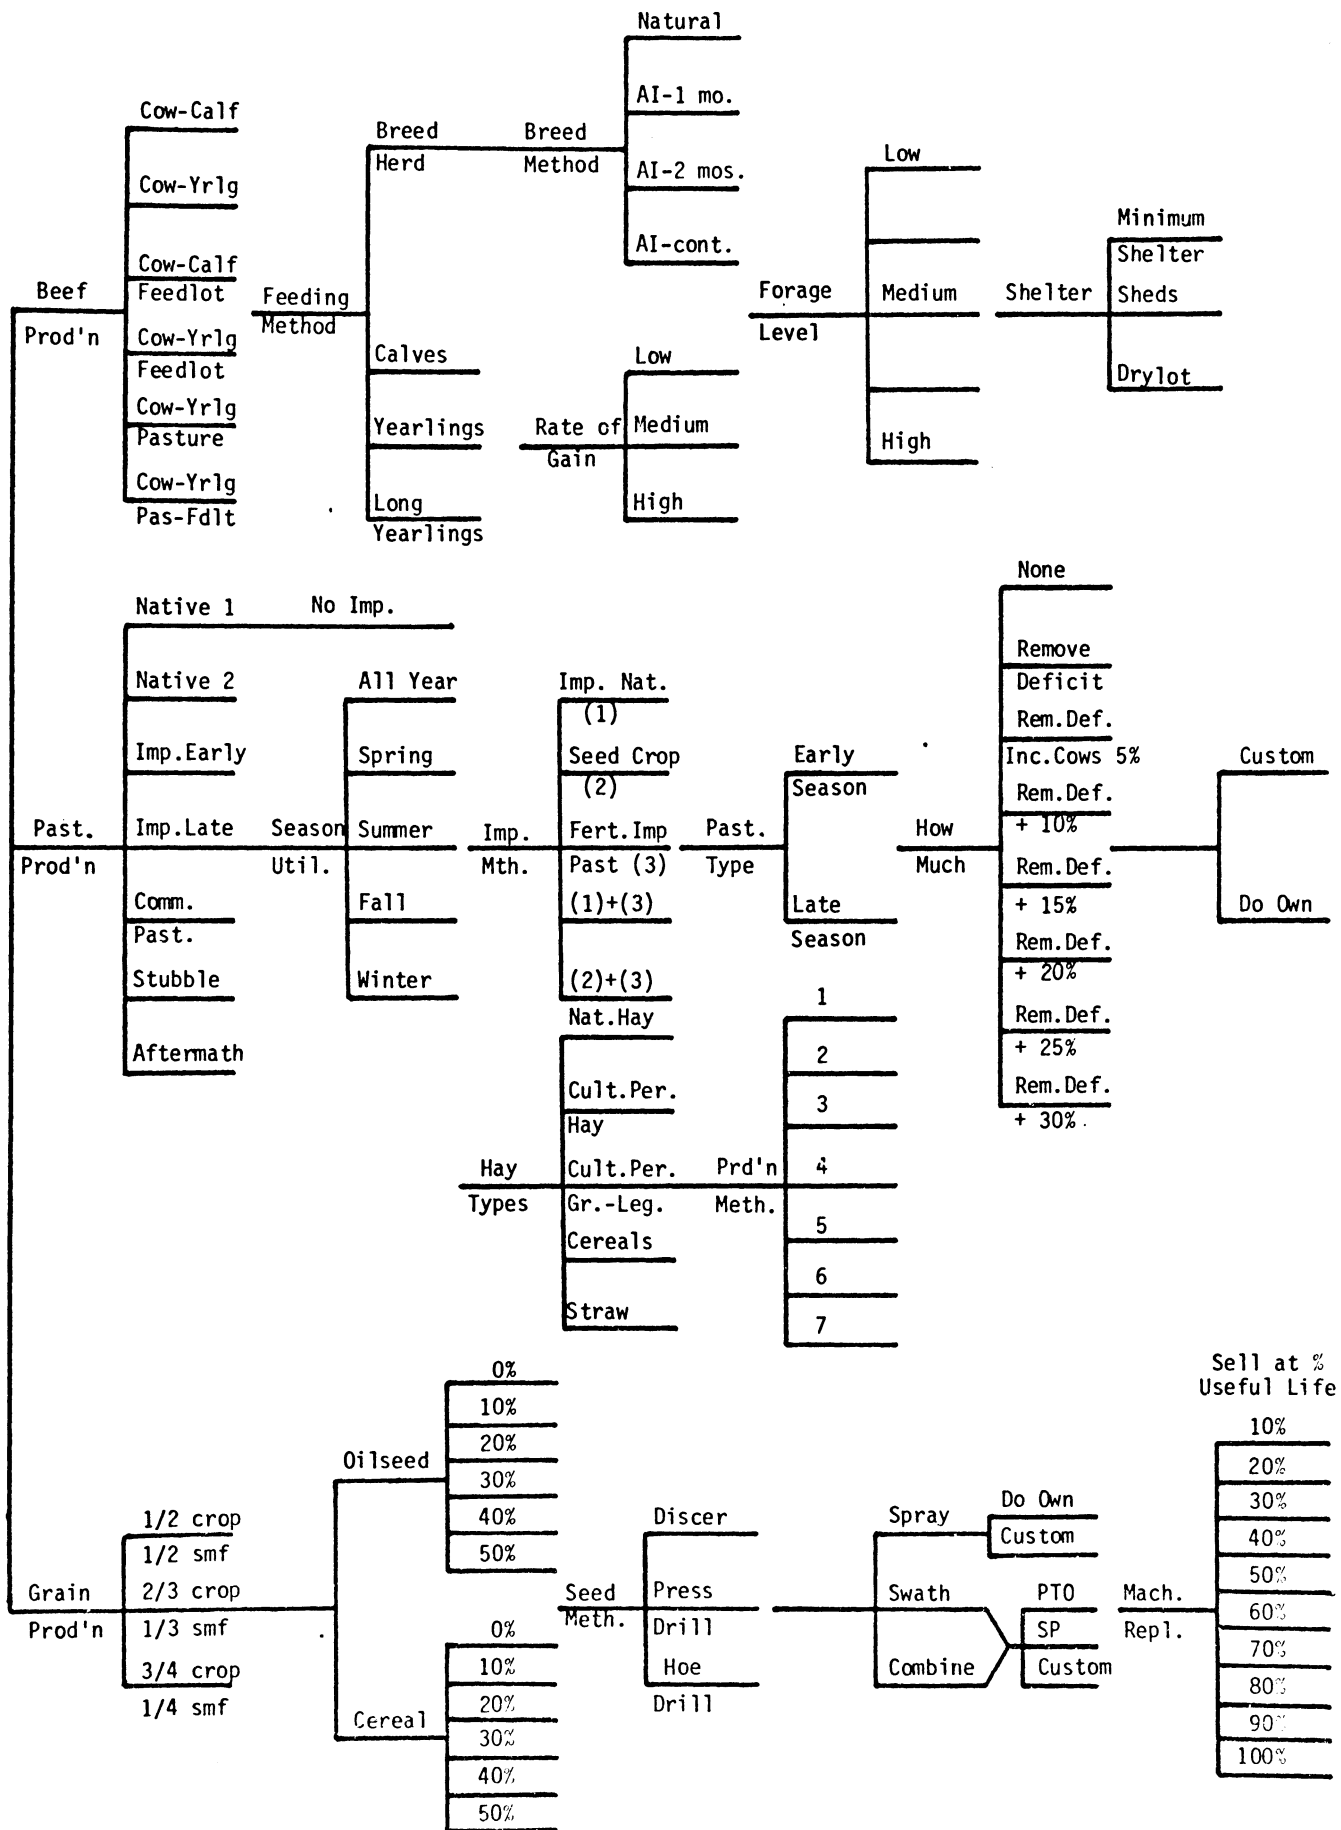 Natural
AI-1 mo.
AI-2 mos.
AI-cont.
Cow-Calf
Cow-Yrlg
Cow-Calf
Feedlot
Cow-Yrlg
Feedlot
Cow-Yrlg
Pasture
Cow-Yrlg
Pas-Fdlt
Beef
Prod'n
Feeding
Method
Breed
Herd
Breed
Method
Calves
Yearlings
Long
Yearlings
Rate of
Gain
Low
Medium
High
Forage
Level
Low
Medium
High
Shelter
Minimum
Shelter
Sheds
Drylot
Past.
Prod'n
Native 1
No Imp.
Native 2
Imp.Early
Imp.Late
Comm.
Past.
Stubble
Aftermath
Season
Util.
All Year
Spring
Summer
Fall
Winter
Imp.
Mth.
Imp. Nat.
(1)
Seed Crop
(2)
Fert.Imp
Past (3)
(1)+(3)
(2)+(3)
Past.
Type
Early
Season
Late
Season
How
Much
None
Remove
Deficit
Rem.Def.
Inc.Cows 5%
Rem.Def.
+ 10%
Rem.Def.
+ 15%
Rem.Def.
+ 20%
Rem.Def.
+ 25%
Rem.Def.
+ 30%
Custom
Do Own
Hay
Types
Nat.Hay
Cult.Per.
Hay
Cult.Per.
Gr.-Leg.
Cereals
Straw
Prd'n
Meth.
1
2
3
4
5
6
7
Grain
Prod'n
1/2 crop
1/2 smf
2/3 crop
1/3 smf
3/4 crop
1/4 smf
Oilseed
0%
10%
20%
30%
40%
50%
Cereal
0%
10%
20%
30%
40%
50%
Seed
Meth.
Discer
Press
Drill
Hoe
Drill
Spray
Do Own
Custom
Swath
Combine
PTO
SP
Custom
Mach.
Repl.
Sell at %
Useful Life
10%
20%
30%
40%
50%
60%
70%
80%
90%
100%